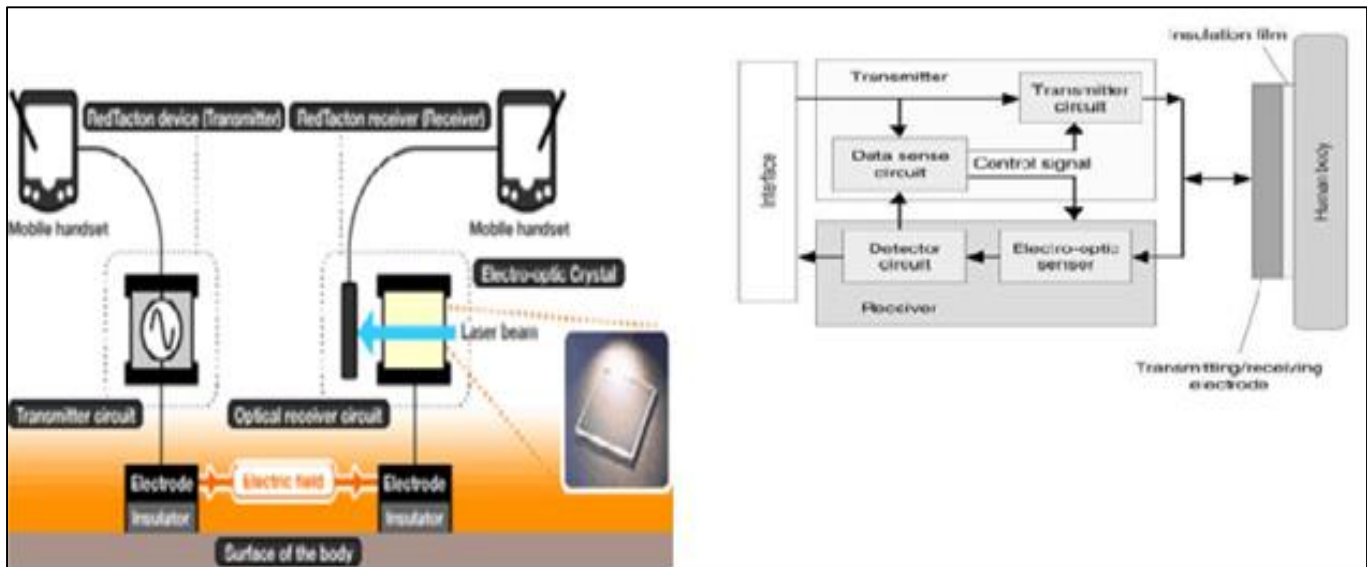 RedTacton device (Transmitter)
RedTacton receiver (Receiver)
Mobile handset
Mobile handset
Electro-optic Crystal
Laser beam
Transmitter circuit
Optical receiver circuit
Electrode
Electric field
Electrode
Insulator
Insulator
Surface of the body
Insulation film
Transmitter
Transmitter
circuit
Data sense
circuit
Control signal
Interface
Human body
Detector
circuit
Electro-optic
sensor
Receiver
Transmitting/receiving
electrode